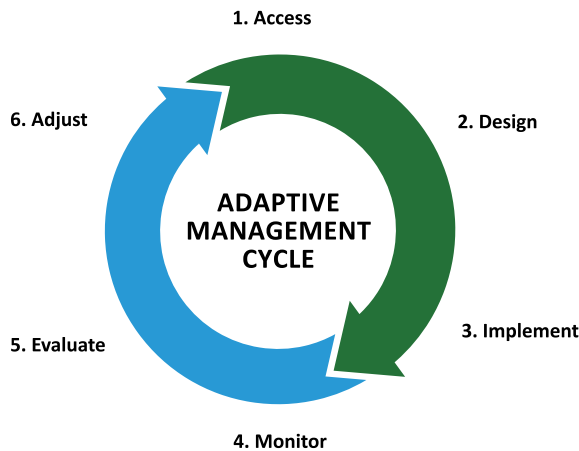 1. Access
2. Design
3. Implement
4. Monitor
5. Evaluate
6. Adjust
ADAPTIVE
MANAGEMENT
CYCLE